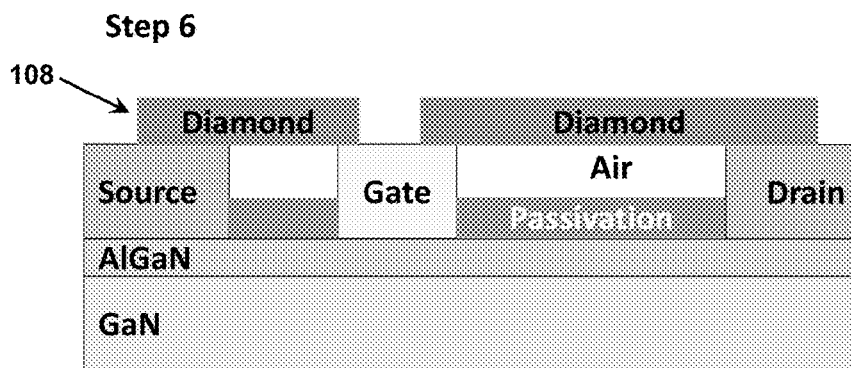 Step 6
108
Diamond Diamond
Air
Source Gate Drain
Passivation
AlGaN
GaN